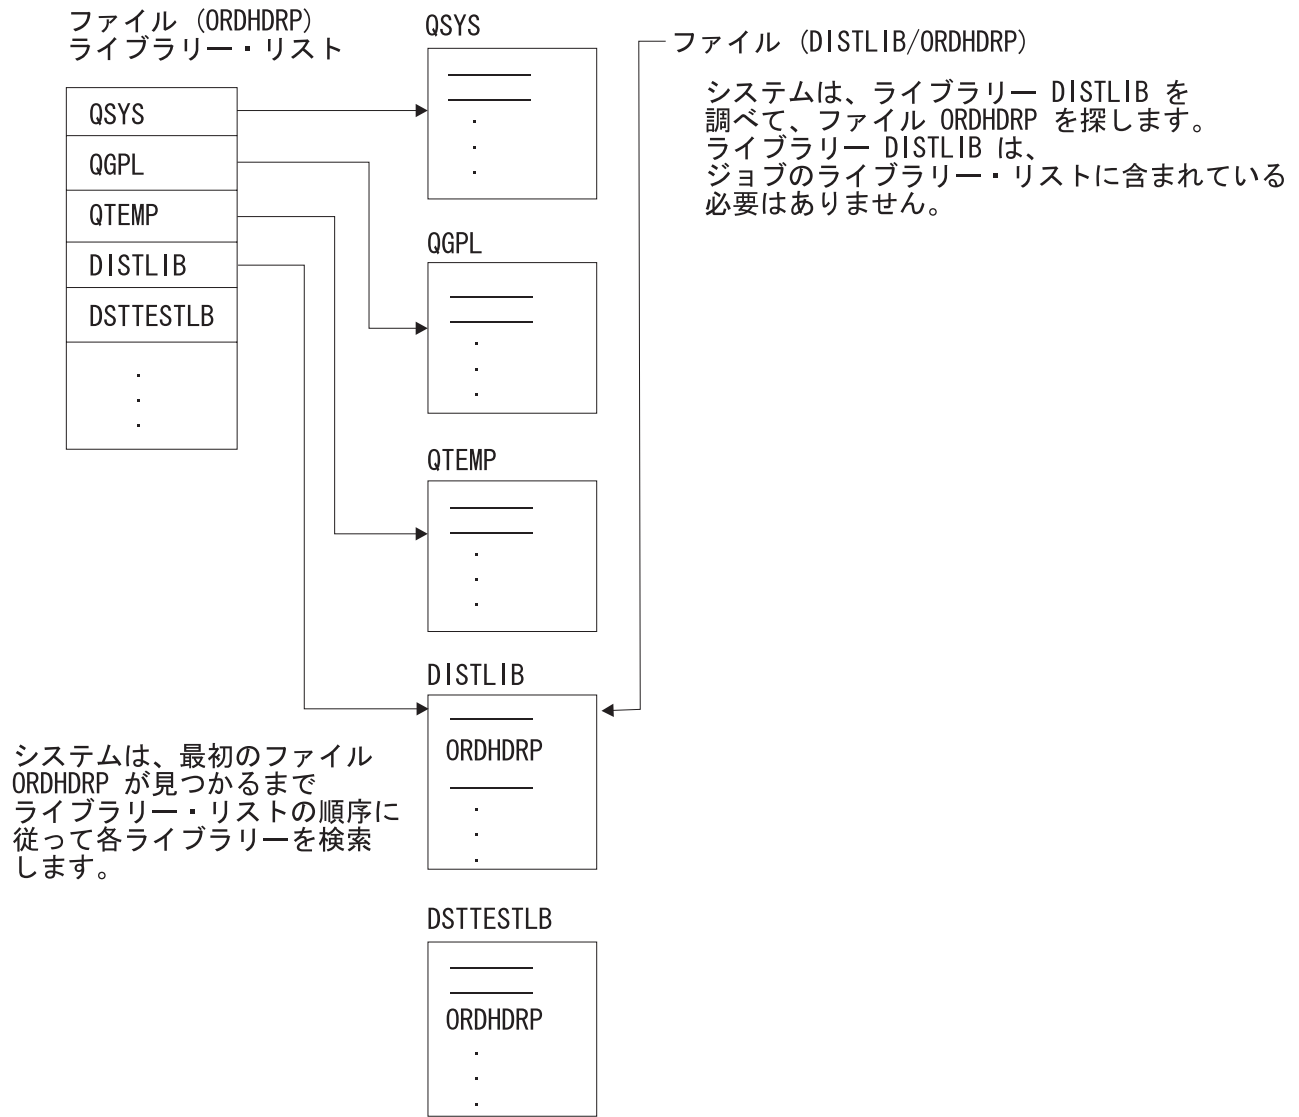 ファイル (ORDHDRP)
ライブラリー・リスト
QSYS
QGPL
QTEMP
DISTLIB
DSTTESTLB
QSYS
QGPL
QTEMP
DISTLIB
ORDHDRP
DSTTESTLB
ORDHDRP
ファイル (DISTLIB/ORDHDRP)
システムは、ライブラリー DISTLIB を
調べて、ファイル ORDHDRP を探します。
ライブラリー DISTLIB は、
ジョブのライブラリー・リストに含まれている
必要はありません。
システムは、最初のファイル
ORDHDRP が見つかるまで
ライブラリー・リストの順序に
従って各ライブラリーを検索
します。